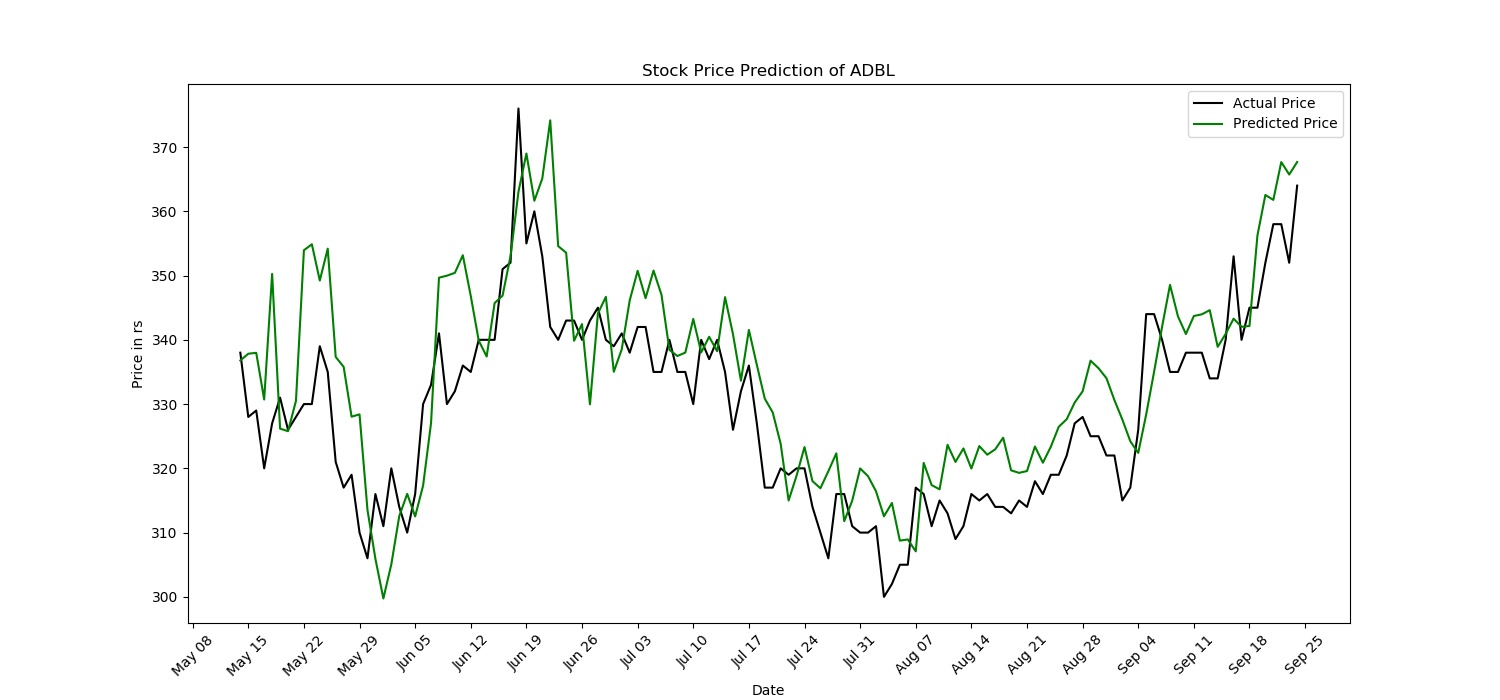 Stock Price Prediction of ADBL
Actual Price
Predicted Price
Price in rs
370
360
350
340
330
320
310
300
May 08
May 15
May 22
May 29
Jun 05
Jun 12
Jun 19
Jun 26
Jul 03
Jul 10
Jul 17
Jul 24
Jul 31
Aug 07
Aug 14
Aug 21
Aug 28
Sep 04
Sep 11
Sep 18
Sep 25
Date